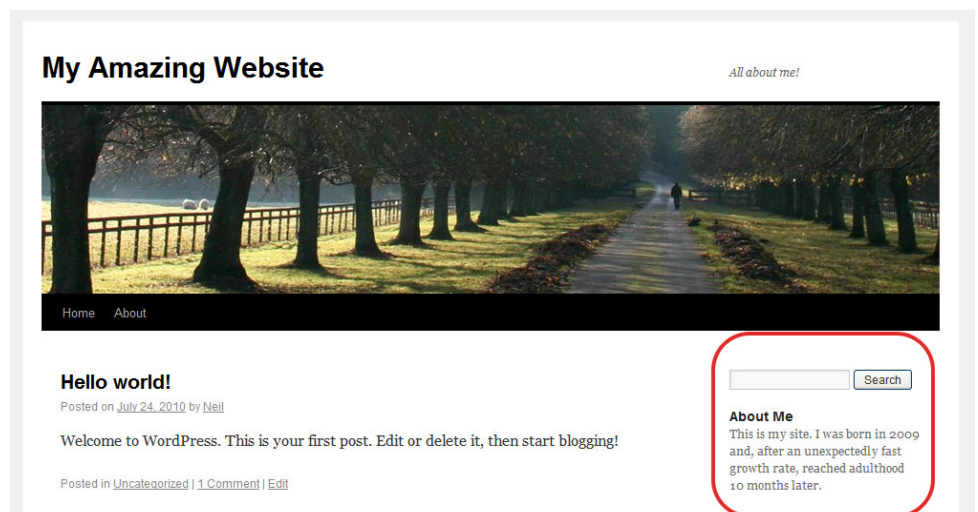 My Amazing Website
All about me!
Home About
Hello world!
Posted on July 24, 2010 by Neil
Welcome to WordPress. This is your first post. Edit or delete it, then start blogging!
Posted in Uncategorized | 1 Comment | Edit
Search
About Me
This is my site. I was born in 2009
and, after an unexpectedly fast
growth rate, reached adulthood
10 months later.